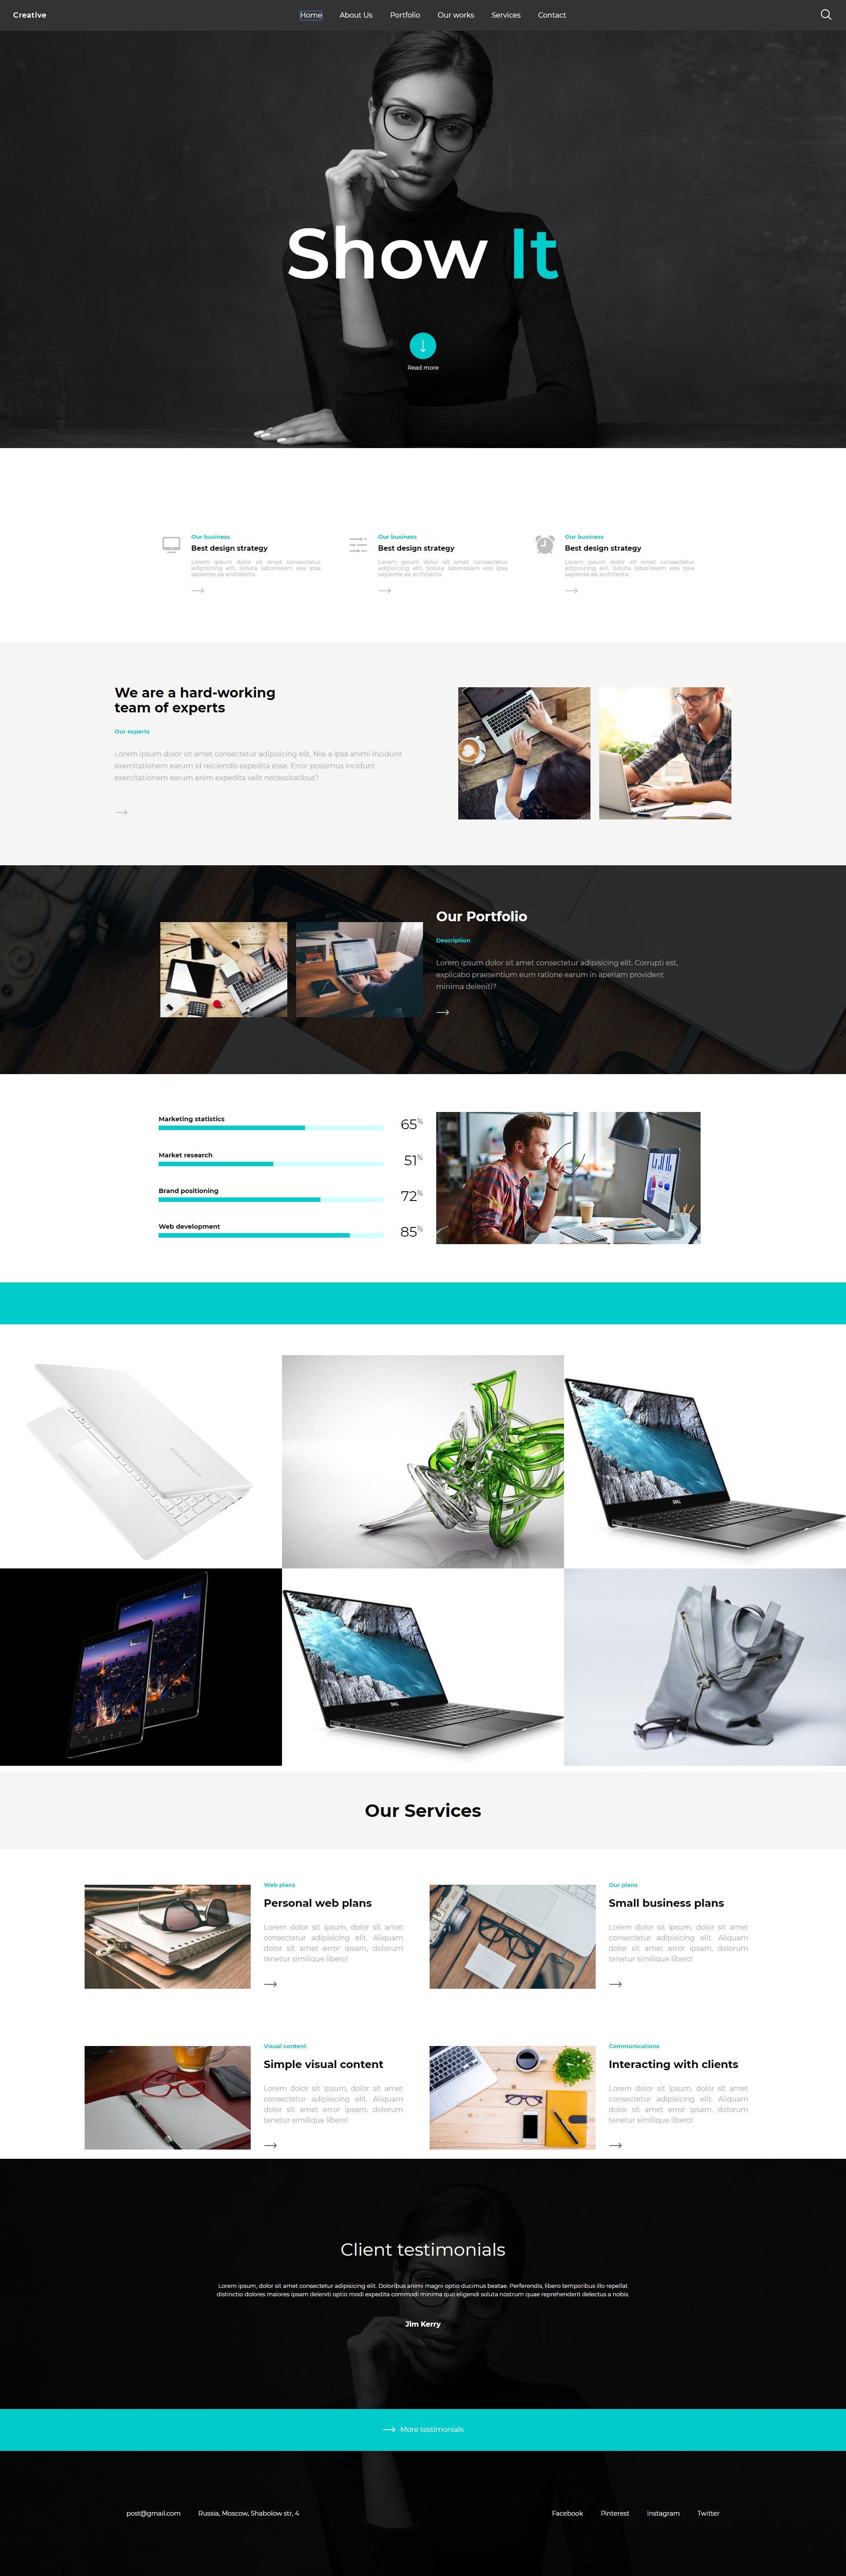 Creative
Home
About Us
Portfolio
Our works
Services
Contact
Show It
Read more
Our business
Best design strategy
Lorem ipsum dolor sit amet consectetur
adipisicing elit. Soluta laboriosam eos ipsa
sapiente ea architecto.
Our business
Best design strategy
Lorem ipsum dolor sit amet consectetur
adipisicing elit. Soluta laboriosam eos ipsa
sapiente ea architecto.
Our business
Best design strategy
Lorem ipsum dolor sit amet consectetur
adipisicing elit. Soluta laboriosam eos ipsa
sapiente ea architecto.
We are a hard-working
team of experts
Our experts
Lorem ipsum dolor sit amet consectetur adipisicing elit. Nisi a ipsa animi incidunt
exercitationem earum id reiciendis expedita esse. Error possimus incidunt
exercitationem earum enim expedita velit necessitatibus?
Our Portfolio
Description
Lorem ipsum dolor sit amet consectetur adipisicing elit. Corrupti est,
explicabo praesentium eum ratione earum in aperiam provident
minima deleniti?
Marketing statistics
65%
Market research
51%
Brand positioning
72%
Web development
85%
DELL
DELL
Our Services
Web plans
Personal web plans
Lorem dolor sit ipsum, dolor sit amet
consectetur adipisicing elit. Aliquam
dolor sit amet error ipsam, dolorum
tenetur similique libero!
Our plans
Small business plans
Lorem dolor sit ipsum, dolor sit amet
consectetur adipisicing elit. Aliquam
dolor sit amet error ipsam, dolorum
tenetur similique libero!
Visual content
Simple visual content
Lorem dolor sit ipsum, dolor sit amet
consectetur adipisicing elit. Aliquam
dolor sit amet error ipsam, dolorum
tenetur similique libero!
Communications
Interacting with clients
Lorem dolor sit ipsum, dolor sit amet
consectetur adipisicing elit. Aliquam
dolor sit amet error ipsam, dolorum
tenetur similique libero!
Client testimonials
Lorem ipsum, dolor sit amet consectetur adipisicing elit. Doloribus animi magni optio ducimus beatae. Perferendis, libero temporibus illo repellat
distinctio dolores maiores ipsam deleniti optio modi expedita commodi minima quo eligendi soluta nostrum quae reprehenderit delectus a nobis.
Jim Kerry
More testimonials
post@gmail.com
Russia, Moscow, Shabolow str, 4
Facebook
Pinterest
Instagram
Twitter